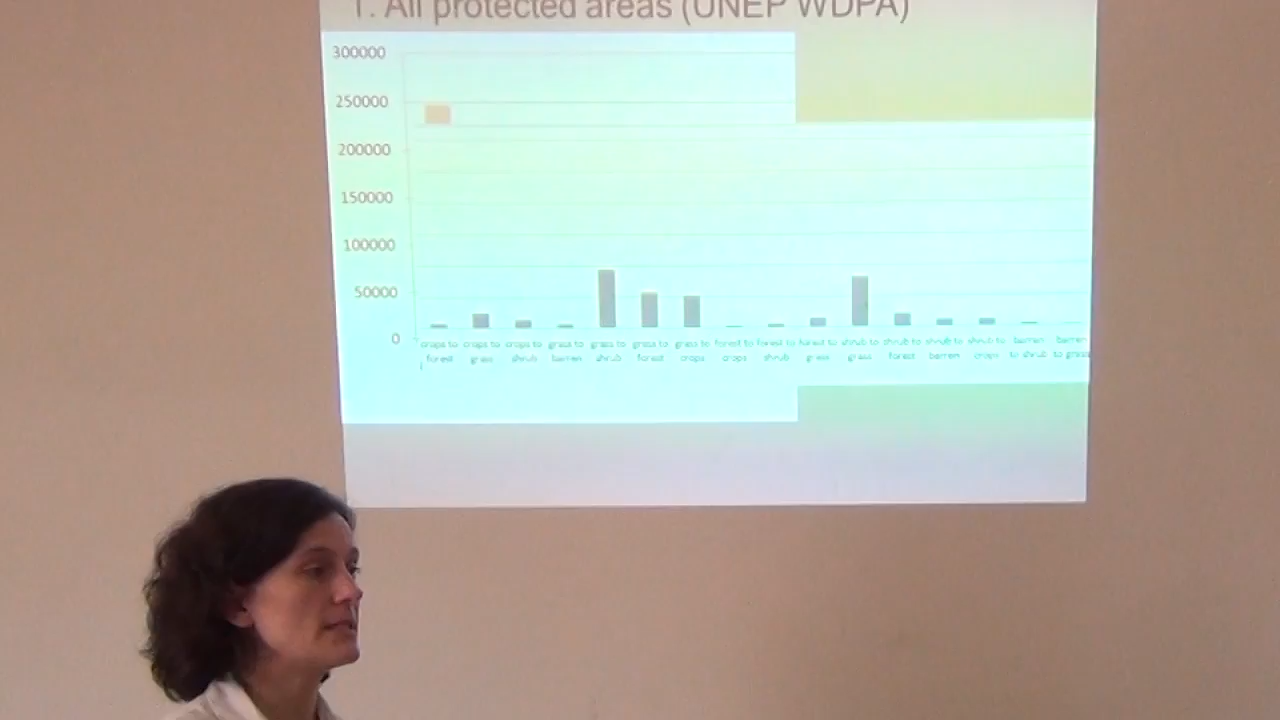 1. All protected areas (UNEP WDPA)
300000
250000
200000
150000
100000
50000
0
crops to forest
crops to grass
crops to shrub
grass to barren
grass to shrub
grass to forest
grass to crops
forest to crops
forest to shrub
forest to grass
shrub to grass
shrub to forest
shrub to barren
shrub to crops
barren to shrub
barren to grass